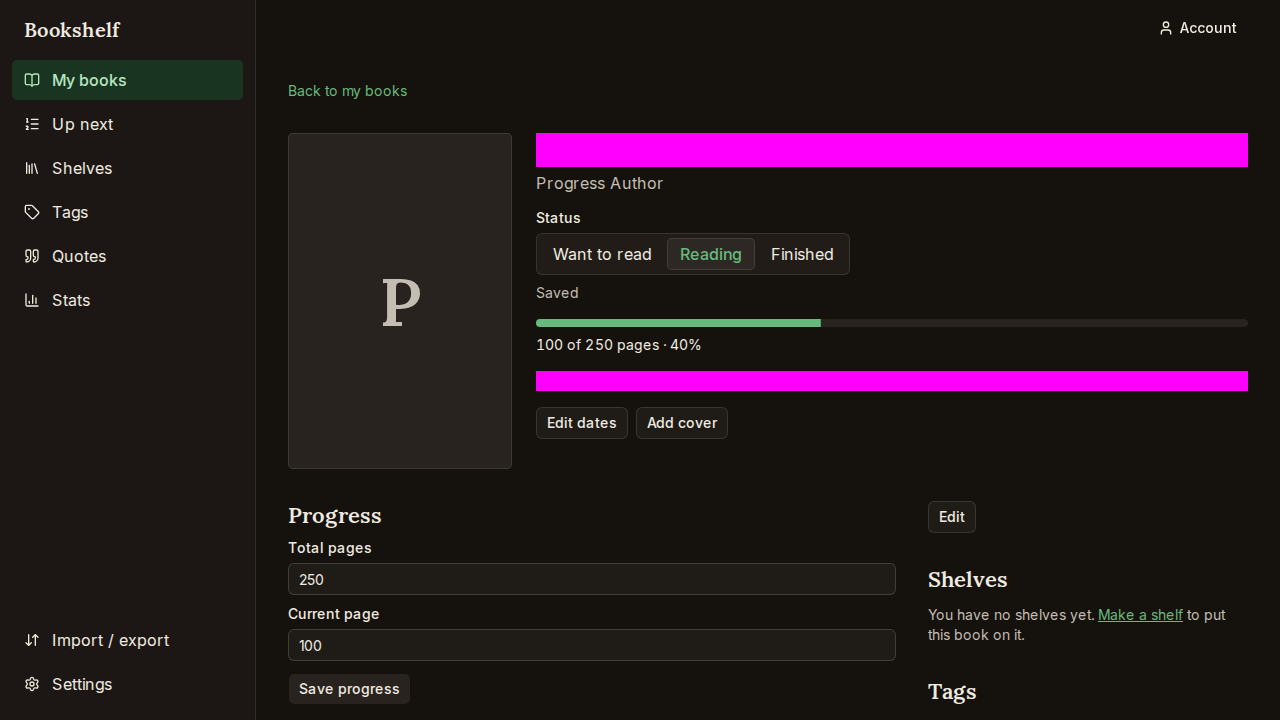 Bookshelf
My books
Up next
Shelves
Tags
Quotes
Stats
Import / export
Settings
Account
Back to my books
P
Progress Author
Status
Want to read
Reading
Finished
Saved
100 of 250 pages · 40%
Edit dates
Add cover
Progress
Total pages
250
Current page
100
Save progress
Edit
Shelves
You have no shelves yet. Make a shelf to put
this book on it.
Tags